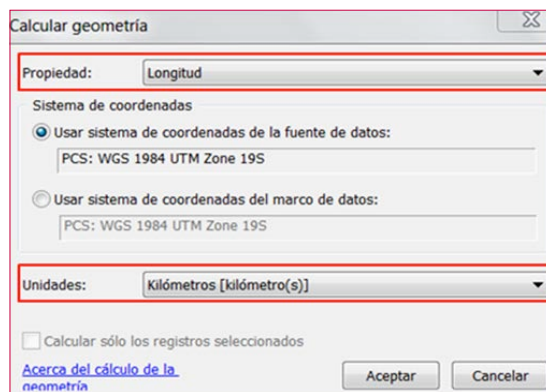 Calcular geometría
Propiedad: Longitud
Sistema de coordenadas
Usar sistema de coordenadas de la fuente de datos:
PCS: WGS 1984 UTM Zone 19S
Usar sistema de coordenadas del marco de datos:
PCS: WGS 1984 UTM Zone 19S
Unidades: Kilómetros [kilómetro(s)]
Calcular sólo los registros seleccionados
Acerca del cálculo de la
geometría
Aceptar Cancelar